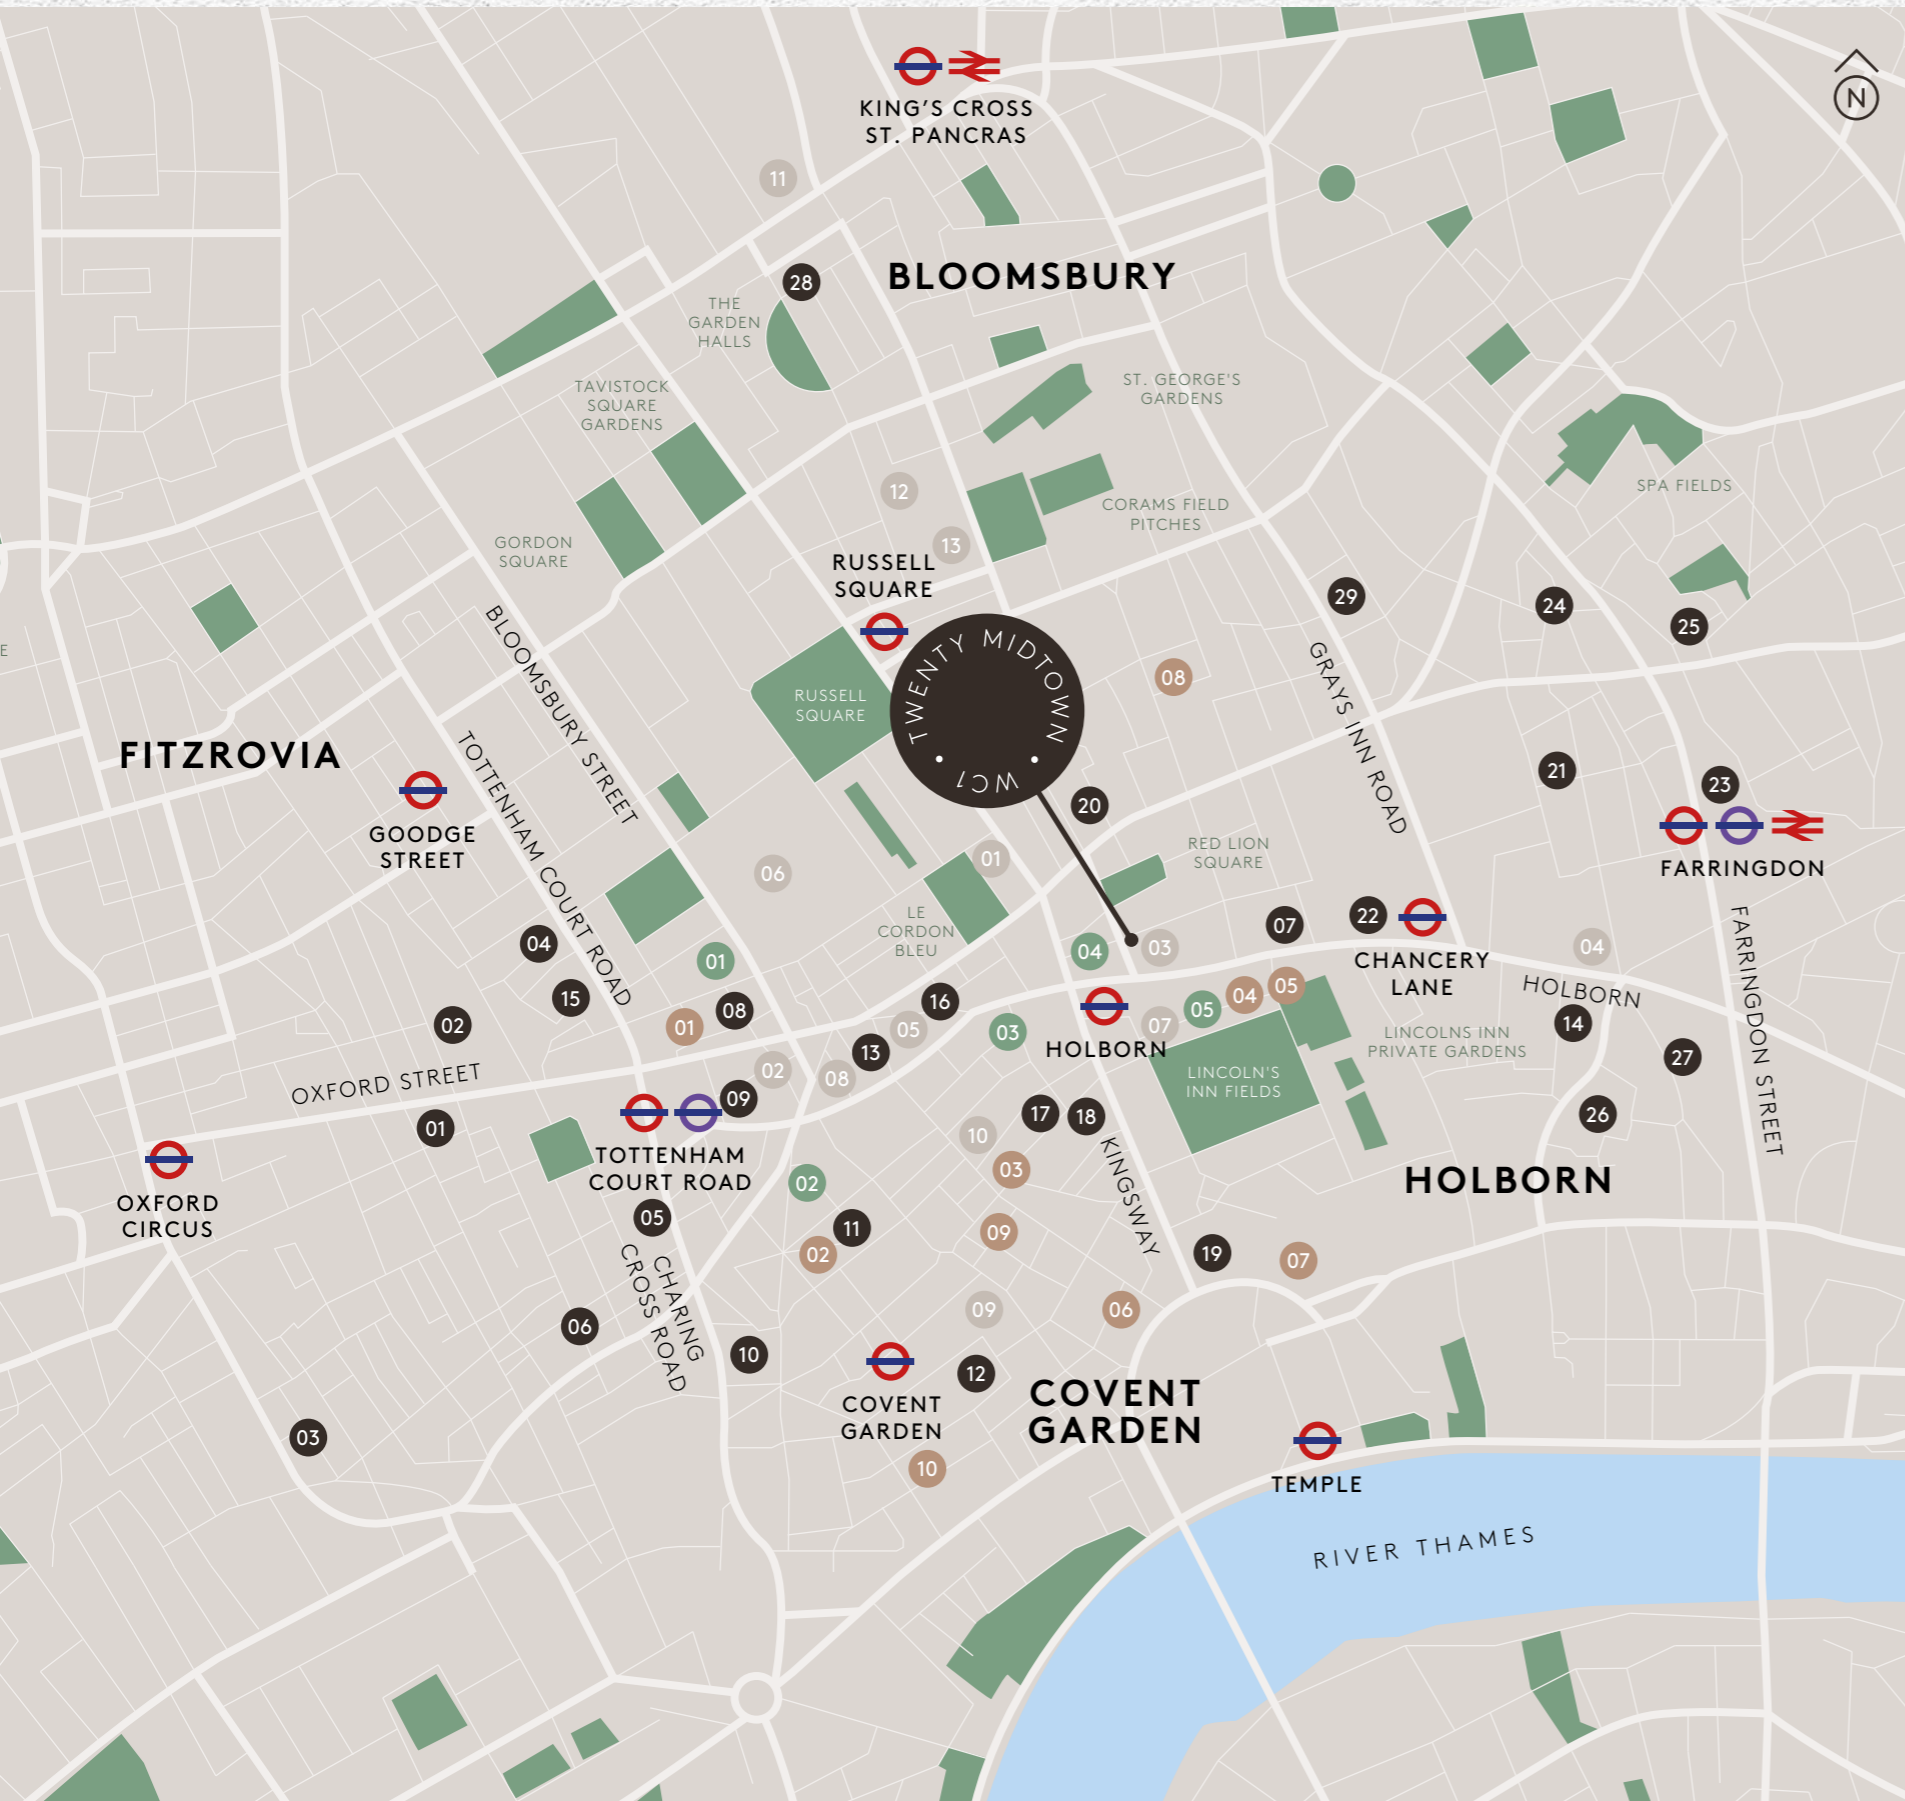 KING'S CROSS
ST. PANCRAS
N
11
BLOOMSBURY
28
THE
GARDEN
HALLS
TAVISTOCK
SQUARE
GARDENS
ST. GEORGE'S
GARDENS
12
CORAMS FIELD
PITCHES
SPA FIELDS
GORDON
SQUARE
13
RUSSELL
SQUARE
29
24
25
E
BLOOMSBURY STREET
TWENTY MIDTOWN
• WC1 •
RUSSELL
SQUARE
08
GRAYS INN ROAD
FITZROVIA
TOTTENHAM COURT ROAD
GOODGE
STREET
20
21
23
FARRINGDON
06
01
RED LION
SQUARE
LE
CORDON
BLEU
04
01
04
03
07
22
CHANCERY
LANE
04
HOLBORN
FARRINGDON STREET
15
02
01
08
16
05
03
HOLBORN
07
05
04
05
14
LINCOLNS INN
PRIVATE GARDENS
27
OXFORD STREET
13
02
08
09
LINCOLN'S
INN FIELDS
01
TOTTENHAM
COURT ROAD
17
18
10
26
OXFORD
CIRCUS
02
03
KINGSWAY
HOLBORN
05
11
02
09
19
07
CHARING
CROSS ROAD
06
09
06
10
COVENT
GARDEN
12
COVENT
GARDEN
03
10
TEMPLE
RIVER THAMES